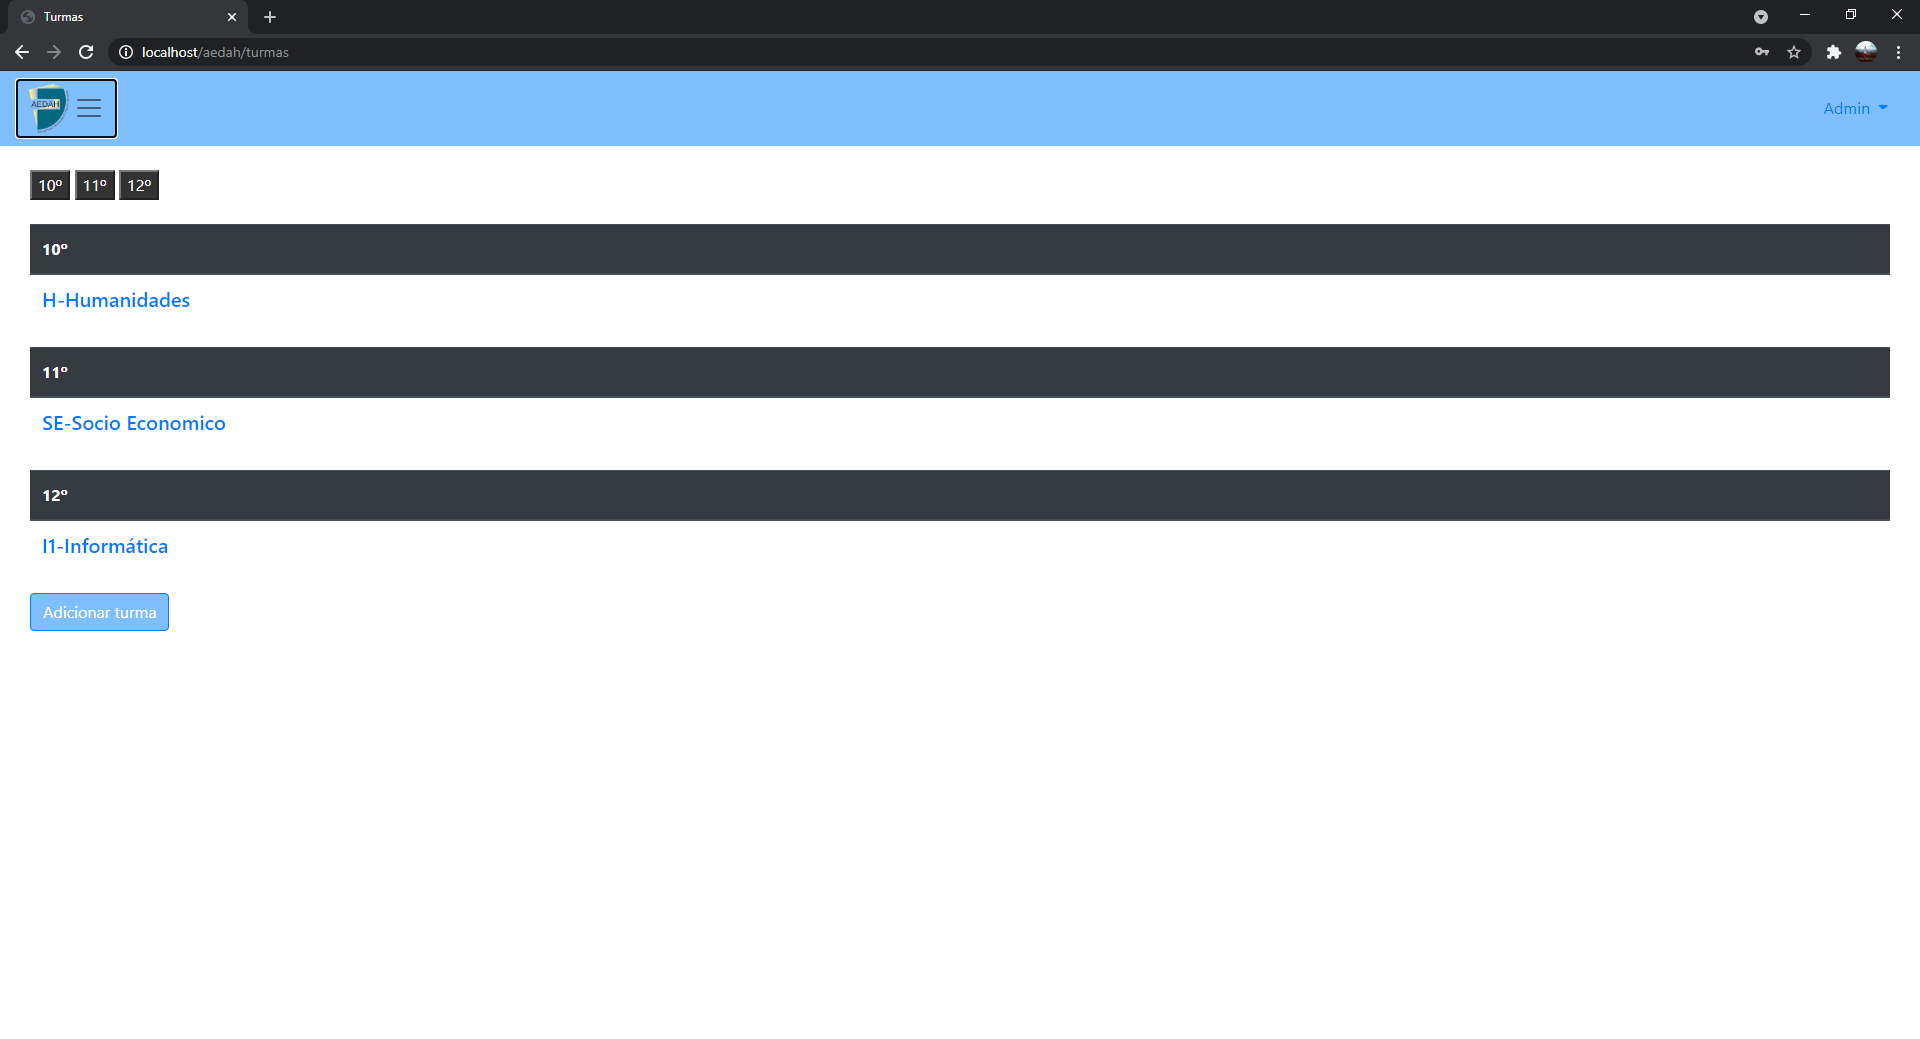 Turmas
localhost/aedah/turmas
AEDAH
Admin
10º 11º 12º
10º
H-Humanidades
11º
SE-Socio Economico
12º
I1-Informática
Adicionar turma